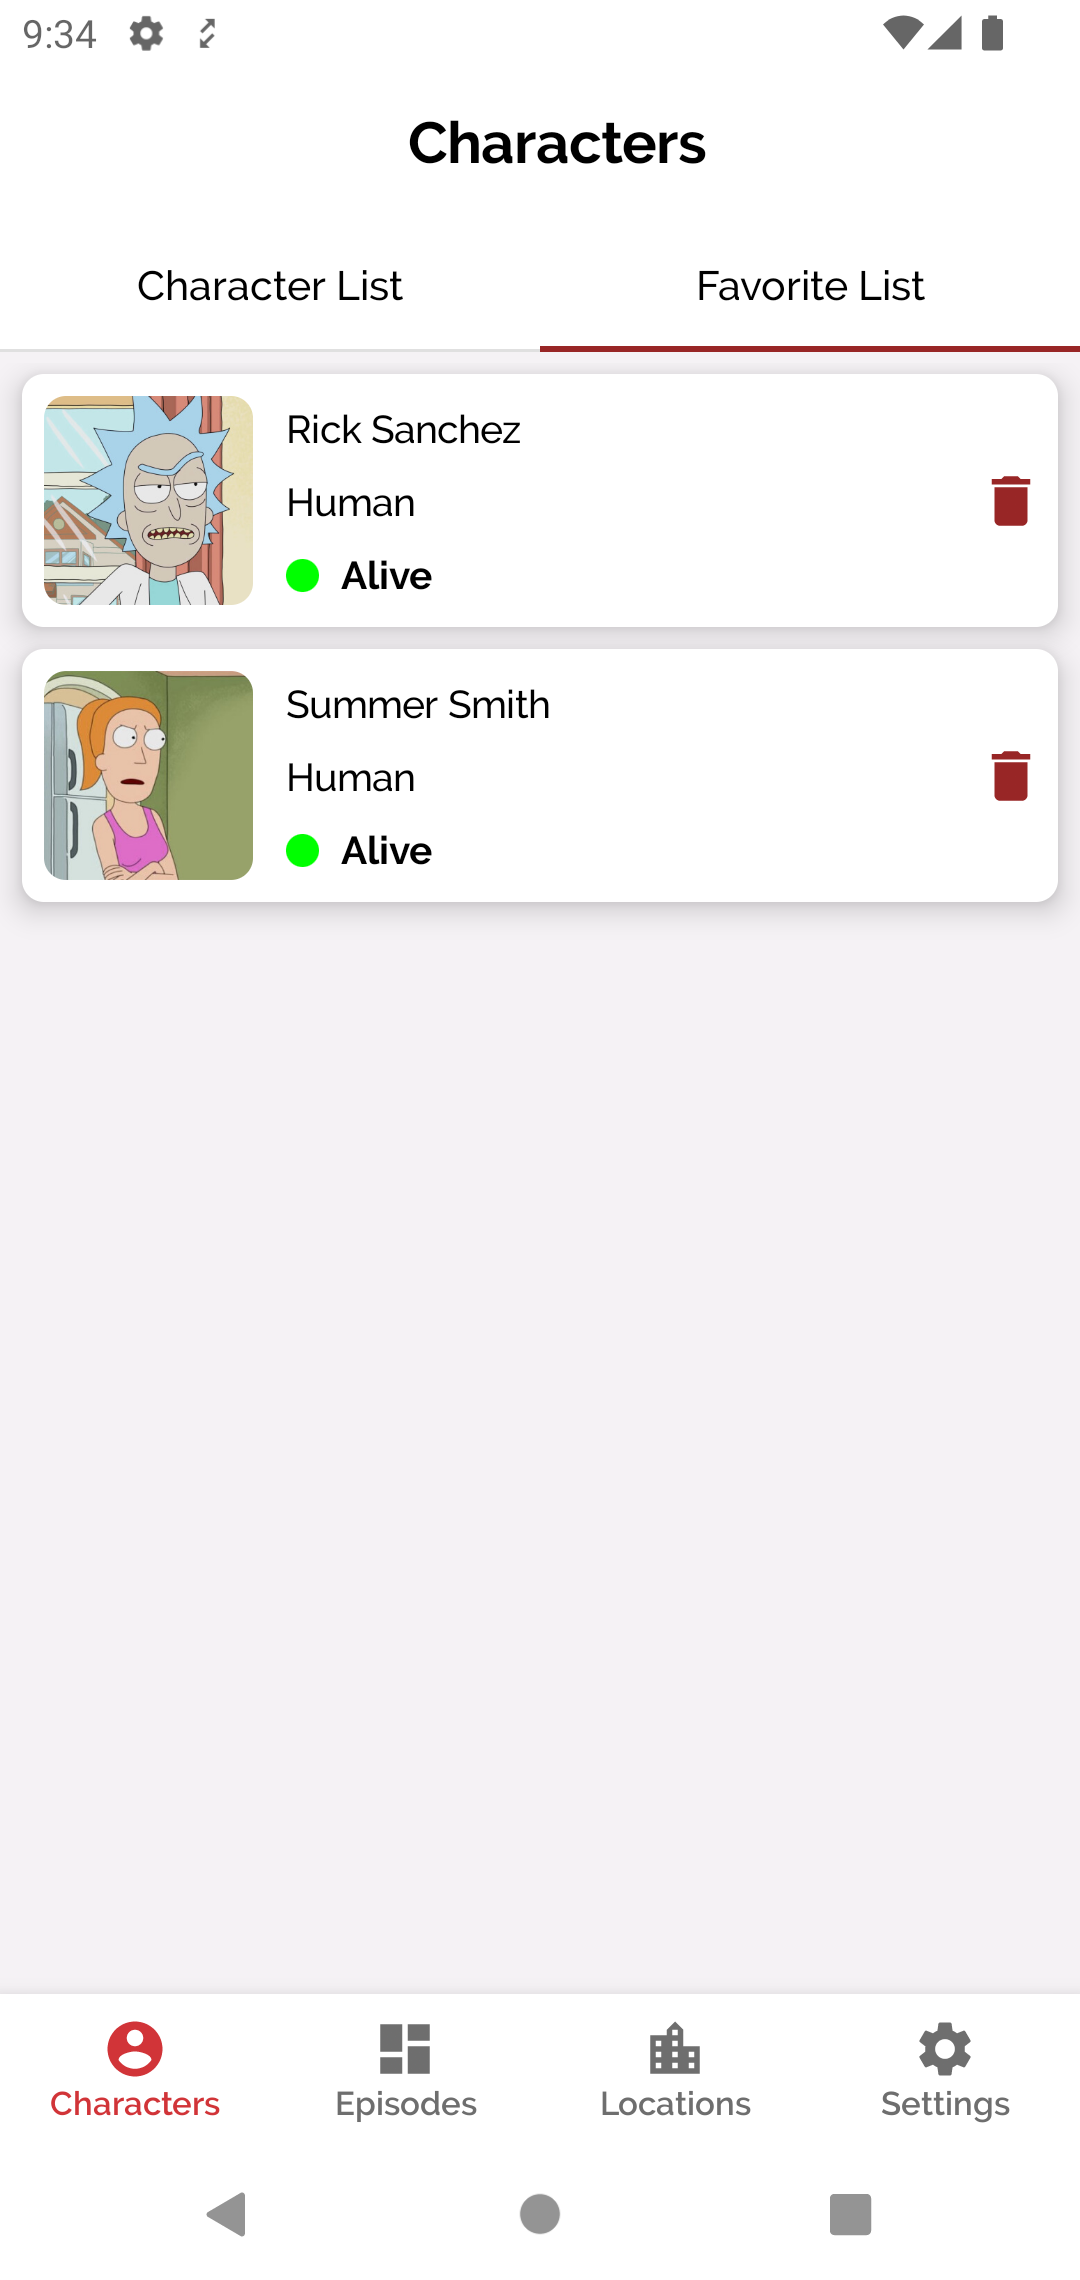 9:34
Characters
Character List
Favorite List
Rick Sanchez
Human
Alive
Summer Smith
Human
Alive
Characters
Episodes
Locations
Settings